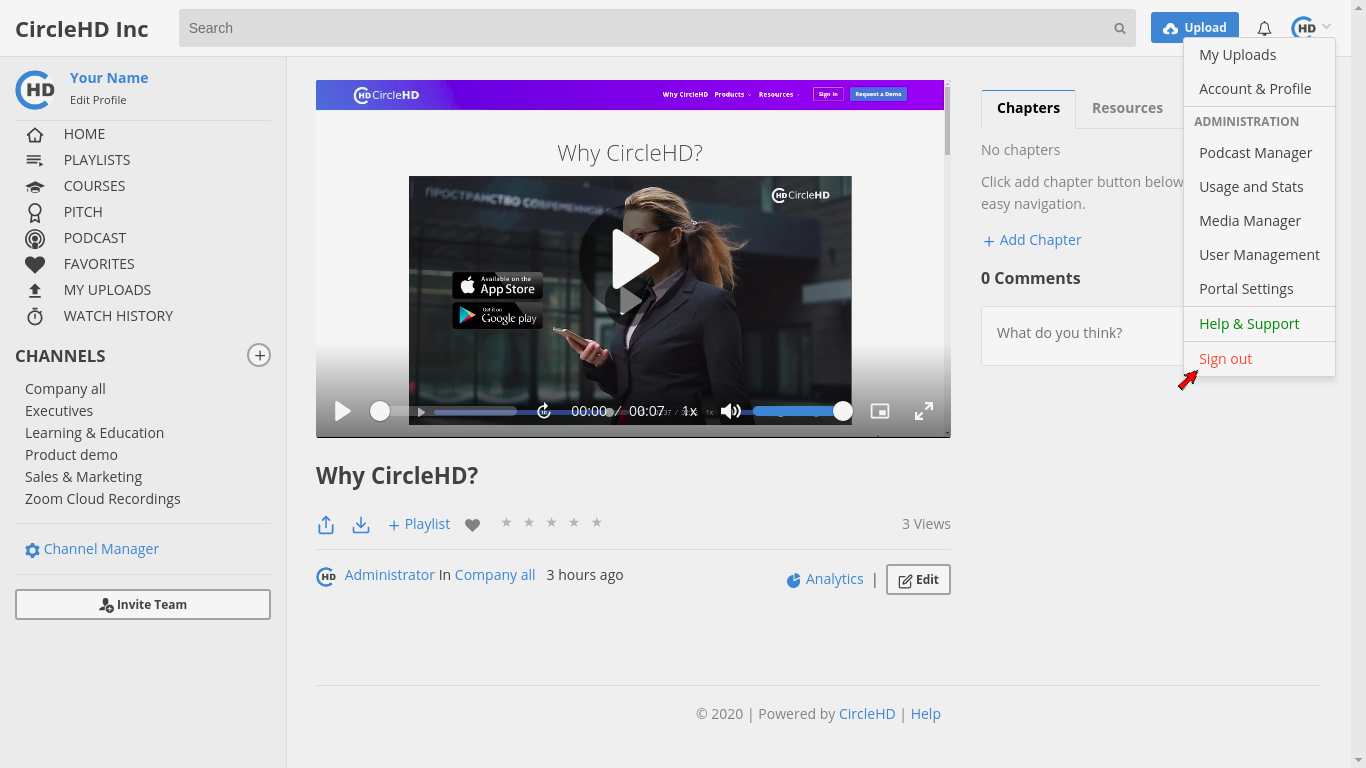 CircleHD Inc
Search
Upload
HD
Your Name
Edit Profile
HD
HOME
PLAYLISTS
COURSES
PITCH
PODCAST
FAVORITES
MY UPLOADS
WATCH HISTORY
CHANNELS
Company all
Executives
Learning & Education
Product demo
Sales & Marketing
Zoom Cloud Recordings
Channel Manager
Invite Team
HD CircleHD
Why CircleHD Products Resources Sign In Request a Demo
Why CircleHD?
ПРОСТРАНСТВО СОВРЕМЕННОЙ
HD CircleHD
Available on the
App Store
Get it on
Google play
00:00 / 00:07 1x
Why CircleHD?
+ Playlist
3 Views
HD Administrator In Company all 3 hours ago
Analytics | Edit
Chapters Resources
No chapters
Click add chapter button below
easy navigation.
+ Add Chapter
0 Comments
What do you think?
My Uploads
Account & Profile
ADMINISTRATION
Podcast Manager
Usage and Stats
Media Manager
User Management
Portal Settings
Help & Support
Sign out
© 2020 | Powered by CircleHD | Help